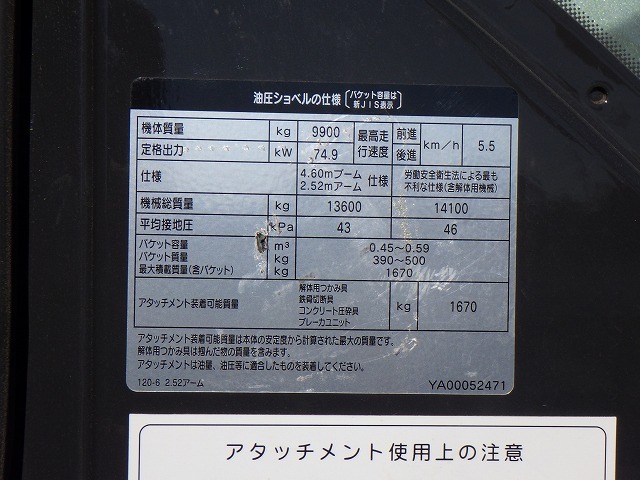 油圧ショベルの仕様 〔バケット容量は 新JIS表示〕
機体質量 kg 9900 最高走行速度 前進 後進 km/h 5.5
定格出力 kW 74.9
仕様 4.60mブーム 2.52mアーム 仕様 労働安全衛生法による最も不利な仕様(含解体用機械)
機械総質量 kg 13600 14100
平均接地圧 kPa 43 46
バケット容量 m³ 0.45～0.59
バケット質量 kg 390～500
最大積載質量(含バケット) kg 1670
アタッチメント装着可能質量 解体用つかみ具 鉄骨切断具 コンクリート圧砕具 ブレーカユニット kg 1670
アタッチメント装着可能質量は本体の安定度から計算された最大の質量です。
解体用つかみ具は掴んだ物の質量を含みます。
アタッチメントは油量、油圧等に適合したものを装着してください。
120-6 2.52アーム YA00052471
アタッチメント使用上の注意